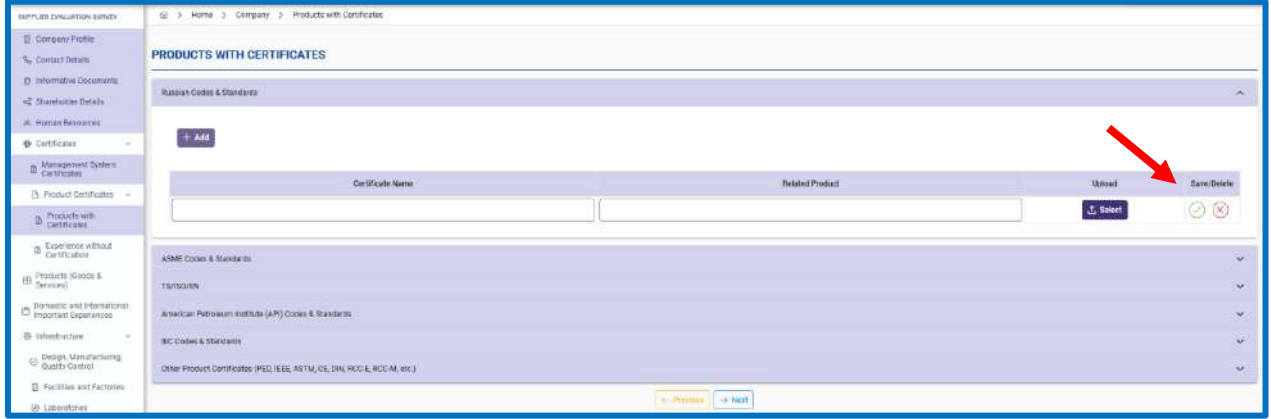 SUPPLIER EVALUATION SURVEY
Home > Company > Products with Certificates
Company Profile
Contact Details
Informative Documents
Shareholder Details
Human Resources
Certificates
Management System
Certificates
Product Certificates
Products with
Certificates
Experience without
Certification
Products (Goods &
Services)
Domestic and International
Important Experiences
Infrastructure
Design, Manufacturing,
Quality Control
Facilities and Factories
Laboratories
PRODUCTS WITH CERTIFICATES
Russian Codes & Standards
+ Add
Certificate Name Related Product Upload Save/Delete
Select
ASME Codes & Standards
TS/ISO/EN
American Petroleum Institute (API) Codes & Standards
IEC Codes & Standards
Other Product Certificates (PED, IEEE, ASTM, CE, DIN, RCC-E, RCC-M, etc.)
← Previous → Next